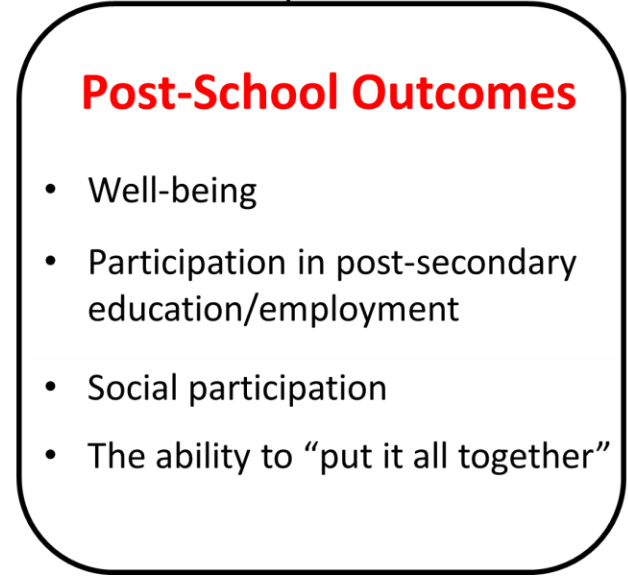 Post-School Outcomes
• Well-being
• Participation in post-secondary
education/employment
• Social participation
• The ability to “put it all together”